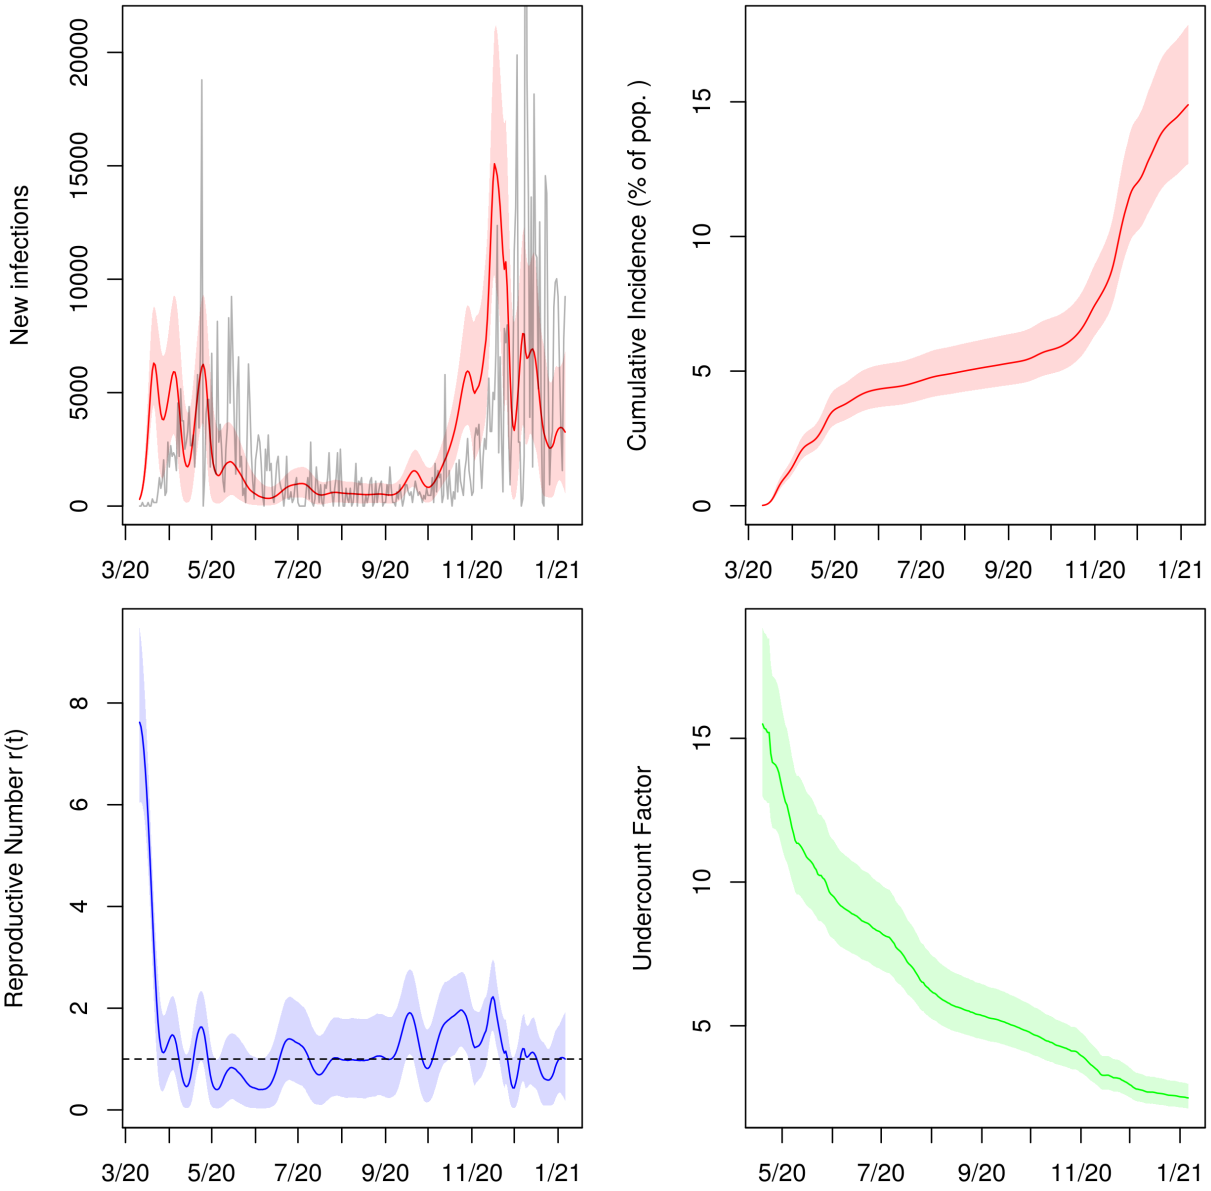 New infections
20000
15000
10000
5000
0
3/20 5/20 7/20 9/20 11/20 1/21
Cumulative Incidence (% of pop. )
15
10
5
0
3/20 5/20 7/20 9/20 11/20 1/21
Reproductive Number r(t)
8
6
4
2
0
3/20 5/20 7/20 9/20 11/20 1/21
Undercount Factor
15
10
5
5/20 7/20 9/20 11/20 1/21